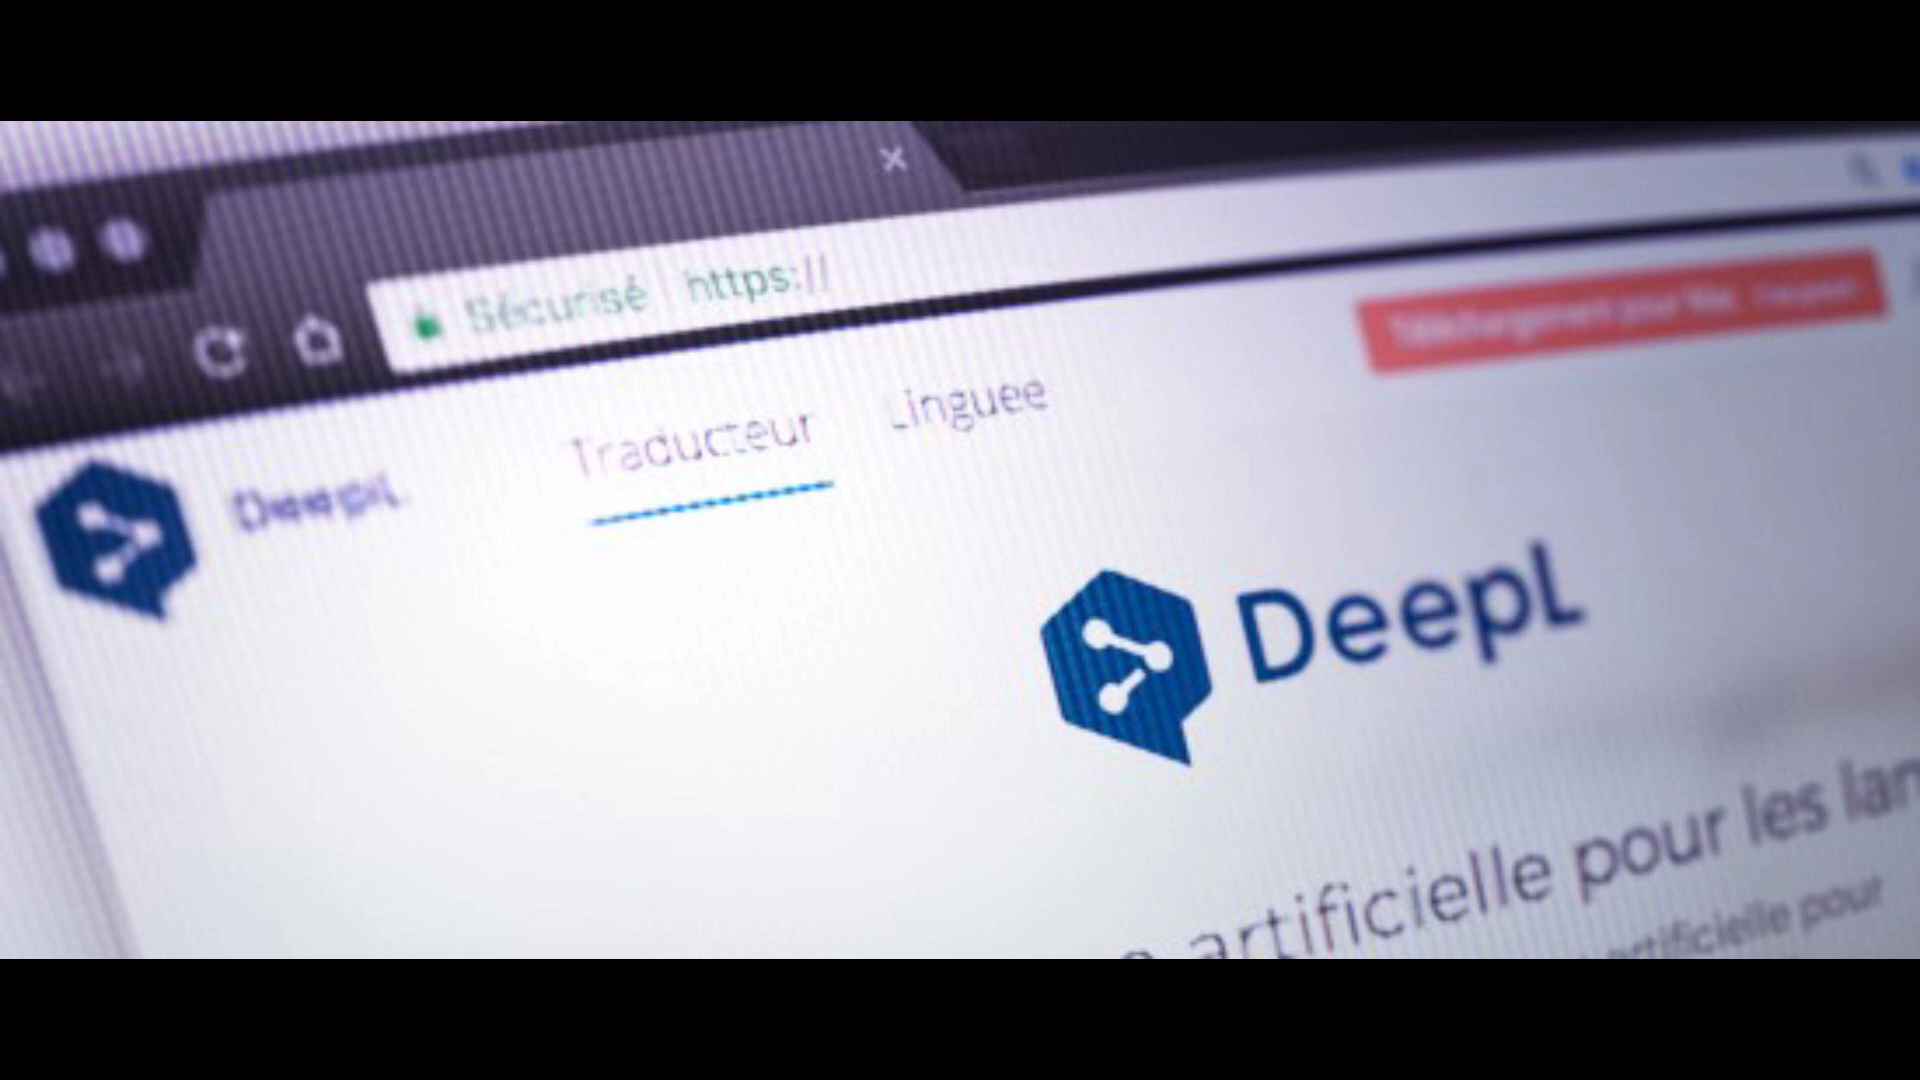 Sécurisé https://
Traducteur Linguee
DeepL
DeepL
artificielle pour les lan
artificielle pour